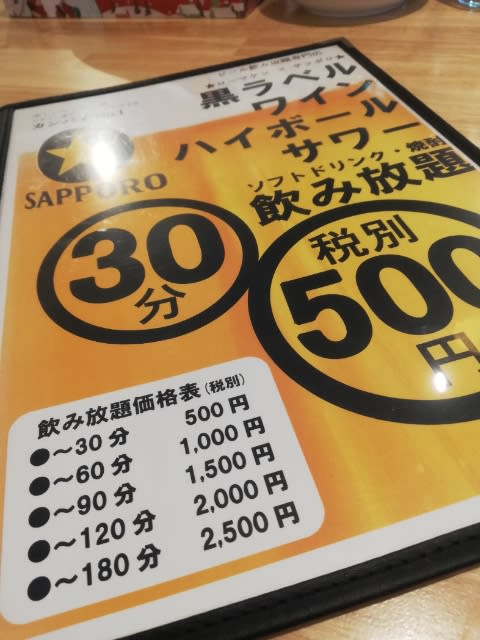 黒ラベル
ワイン
ハイボール
サワー
ソフトドリンク・焼酎
飲み放題
SAPPORO
30
分
税別
500
円
飲み放題価格表(税別)
●～30分 500円
●～60分 1,000円
●～90分 1,500円
●～120分 2,000円
●～180分 2,500円